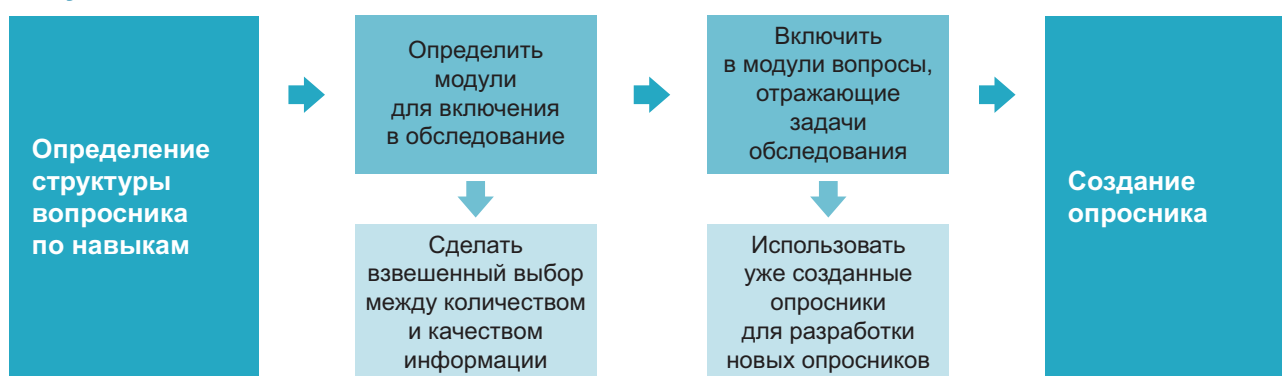 Определение
структуры
вопросника
по навыкам
Определить
модули
для включения
в обследование
Сделать
взвешенный выбор
между количеством
и качеством
информации
Включить
в модули вопросы,
отражающие
задачи
обследования
Использовать
уже созданные
опросники
для разработки
новых опросников
Создание
опросника